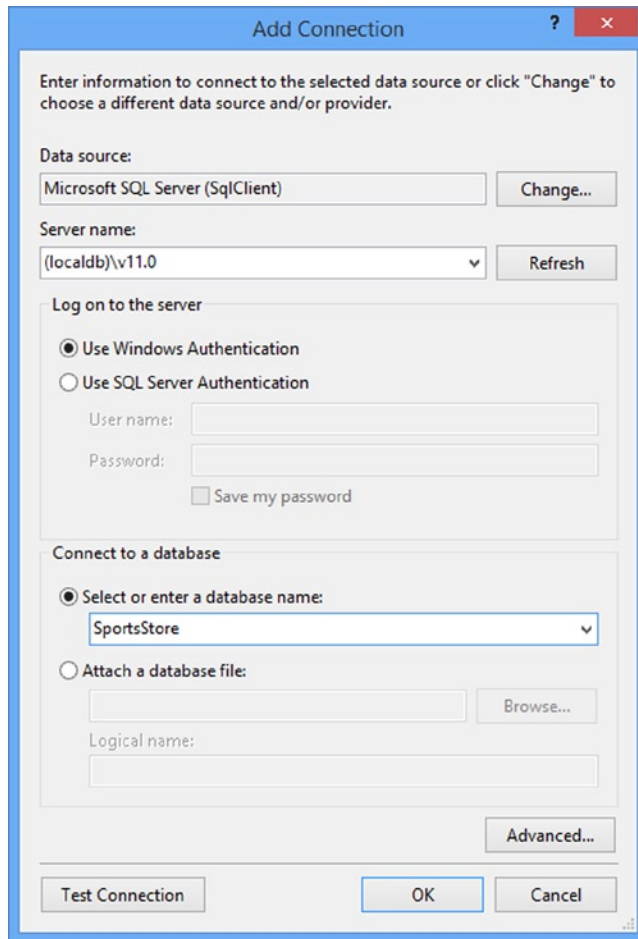 Add Connection
?
×
Enter information to connect to the selected data source or click "Change" to
choose a different data source and/or provider.
Data source:
Microsoft SQL Server (SqlClient)
Change...
Server name:
(localdb)\v11.0
Refresh
Log on to the server
Use Windows Authentication
Use SQL Server Authentication
User name:
Password:
Save my password
Connect to a database
Select or enter a database name:
SportsStore
Attach a database file:
Browse...
Logical name:
Advanced...
Test Connection
OK
Cancel